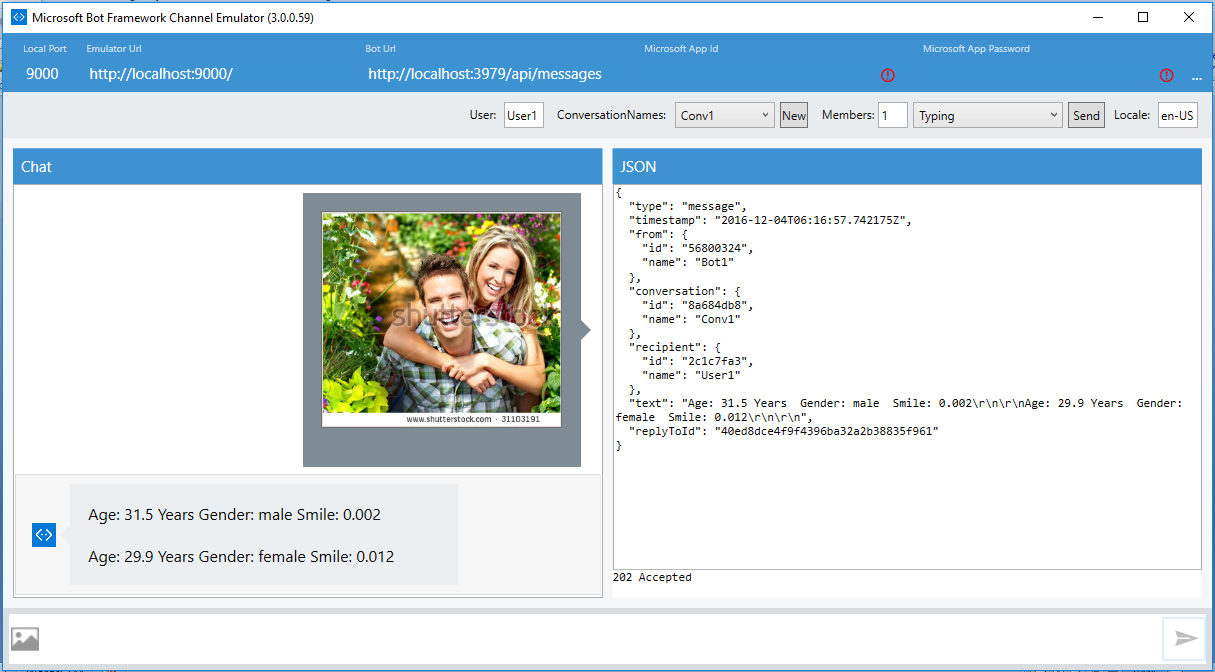 Microsoft Bot Framework Channel Emulator (3.0.0.59)
Local Port
Emulator Url
Bot Url
Microsoft App Id
Microsoft App Password
9000
http://localhost:9000/
http://localhost:3979/api/messages
...
User:
User1
ConversationNames:
Conv1
New
Members:
1
Typing
Send
Locale:
en-US
Chat
shutterstock
www.shutterstock.com · 31103191
Age: 31.5 Years Gender: male Smile: 0.002
Age: 29.9 Years Gender: female Smile: 0.012
JSON
{
"type": "message",
"timestamp": "2016-12-04T06:16:57.742175Z",
"from": {
"id": "56800324",
"name": "Bot1"
},
"conversation": {
"id": "8a684db8",
"name": "Conv1"
},
"recipient": {
"id": "2c1c7fa3",
"name": "User1"
},
"text": "Age: 31.5 Years  Gender: male  Smile: 0.002\r\n\r\nAge: 29.9 Years  Gender:
female  Smile: 0.012\r\n\r\n",
"replyToId": "40ed8dce4f9f4396ba32a2b38835f961"
}
202 Accepted